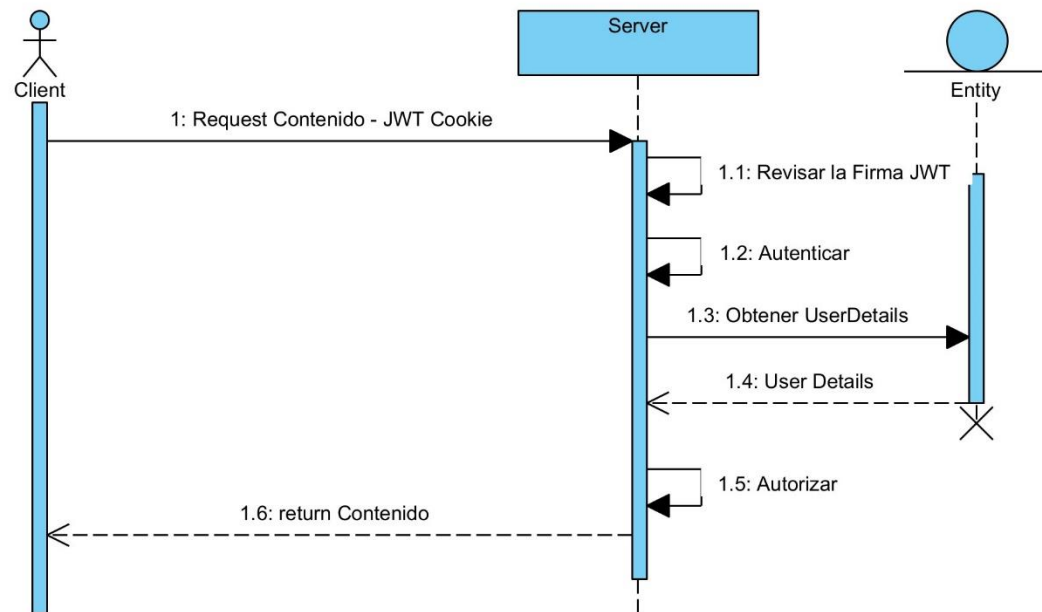 Server
Client
Entity
1: Request Contenido - JWT Cookie
1.1: Revisar la Firma JWT
1.2: Autenticar
1.3: Obtener UserDetails
1.4: User Details
1.5: Autorizar
1.6: return Contenido